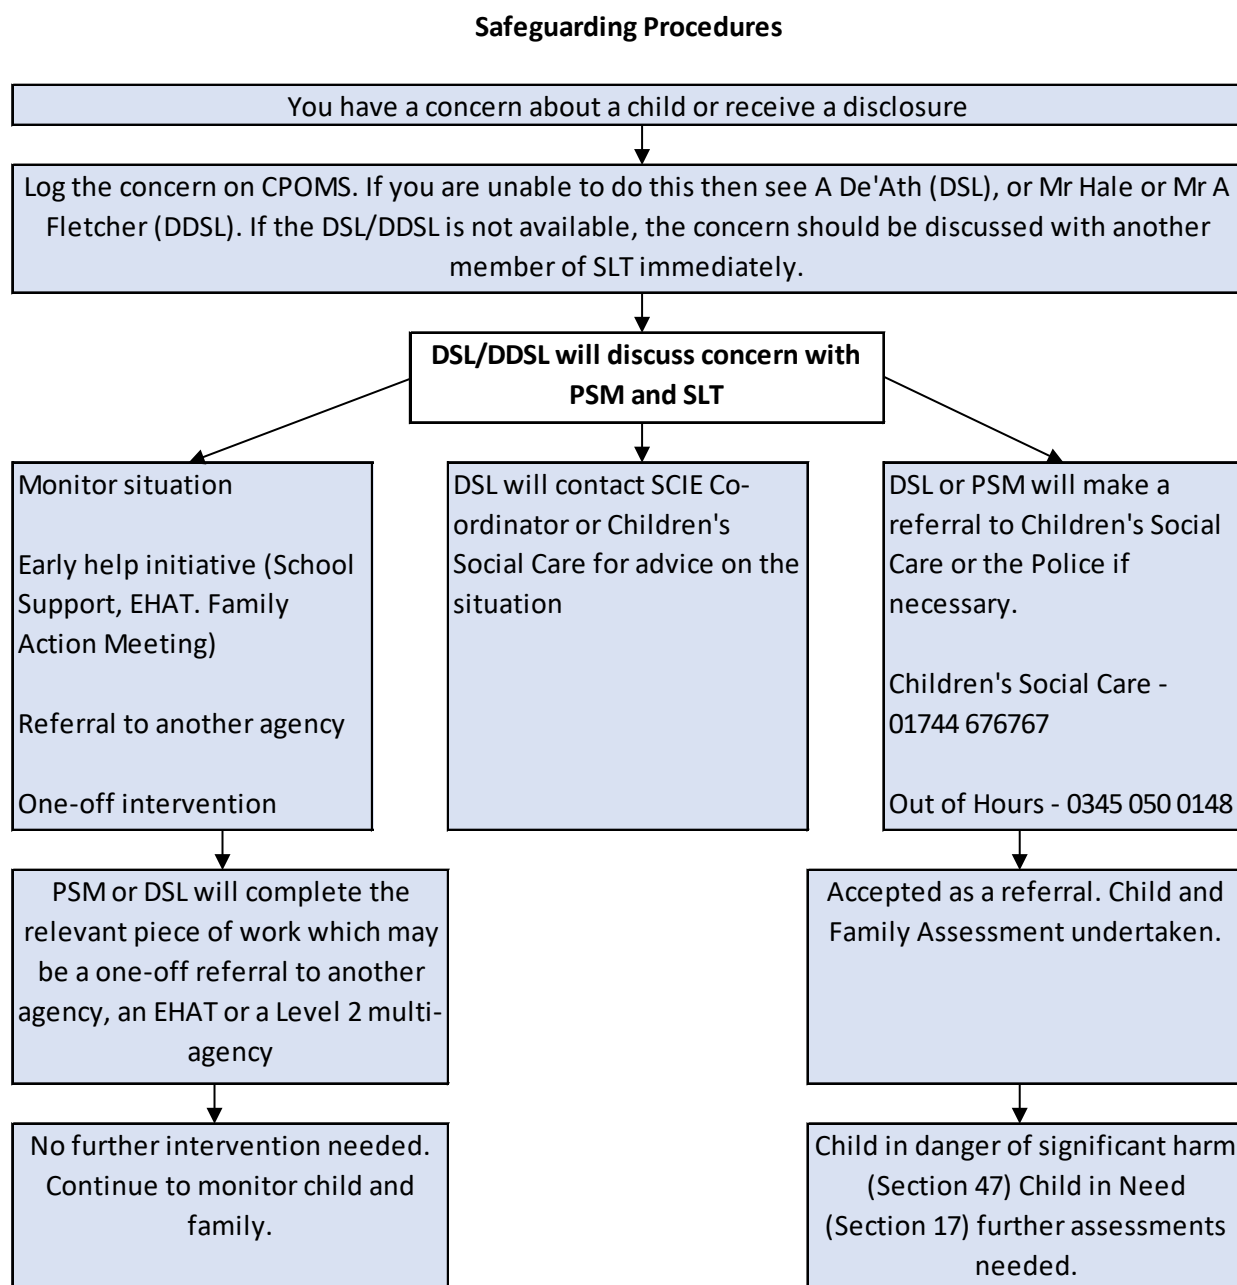 Safeguarding Procedures
You have a concern about a child or receive a disclosure
Log the concern on CPOMS. If you are unable to do this then see A De'Ath (DSL), or Mr Hale or Mr A
Fletcher (DDSL). If the DSL/DDSL is not available, the concern should be discussed with another
member of SLT immediately.
DSL/DDSL will discuss concern with
PSM and SLT
Monitor situation
Early help initiative (School
Support, EHAT. Family
Action Meeting)
Referral to another agency
One-off intervention
DSL will contact SCIE Co-
ordinator or Children's
Social Care for advice on the
situation
DSL or PSM will make a
referral to Children's Social
Care or the Police if
necessary.
Children's Social Care -
01744 676767
Out of Hours - 0345 050 0148
PSM or DSL will complete the
relevant piece of work which may
be a one-off referral to another
agency, an EHAT or a Level 2 multi-
agency
Accepted as a referral. Child and
Family Assessment undertaken.
No further intervention needed.
Continue to monitor child and
family.
Child in danger of significant harm
(Section 47) Child in Need
(Section 17) further assessments
needed.